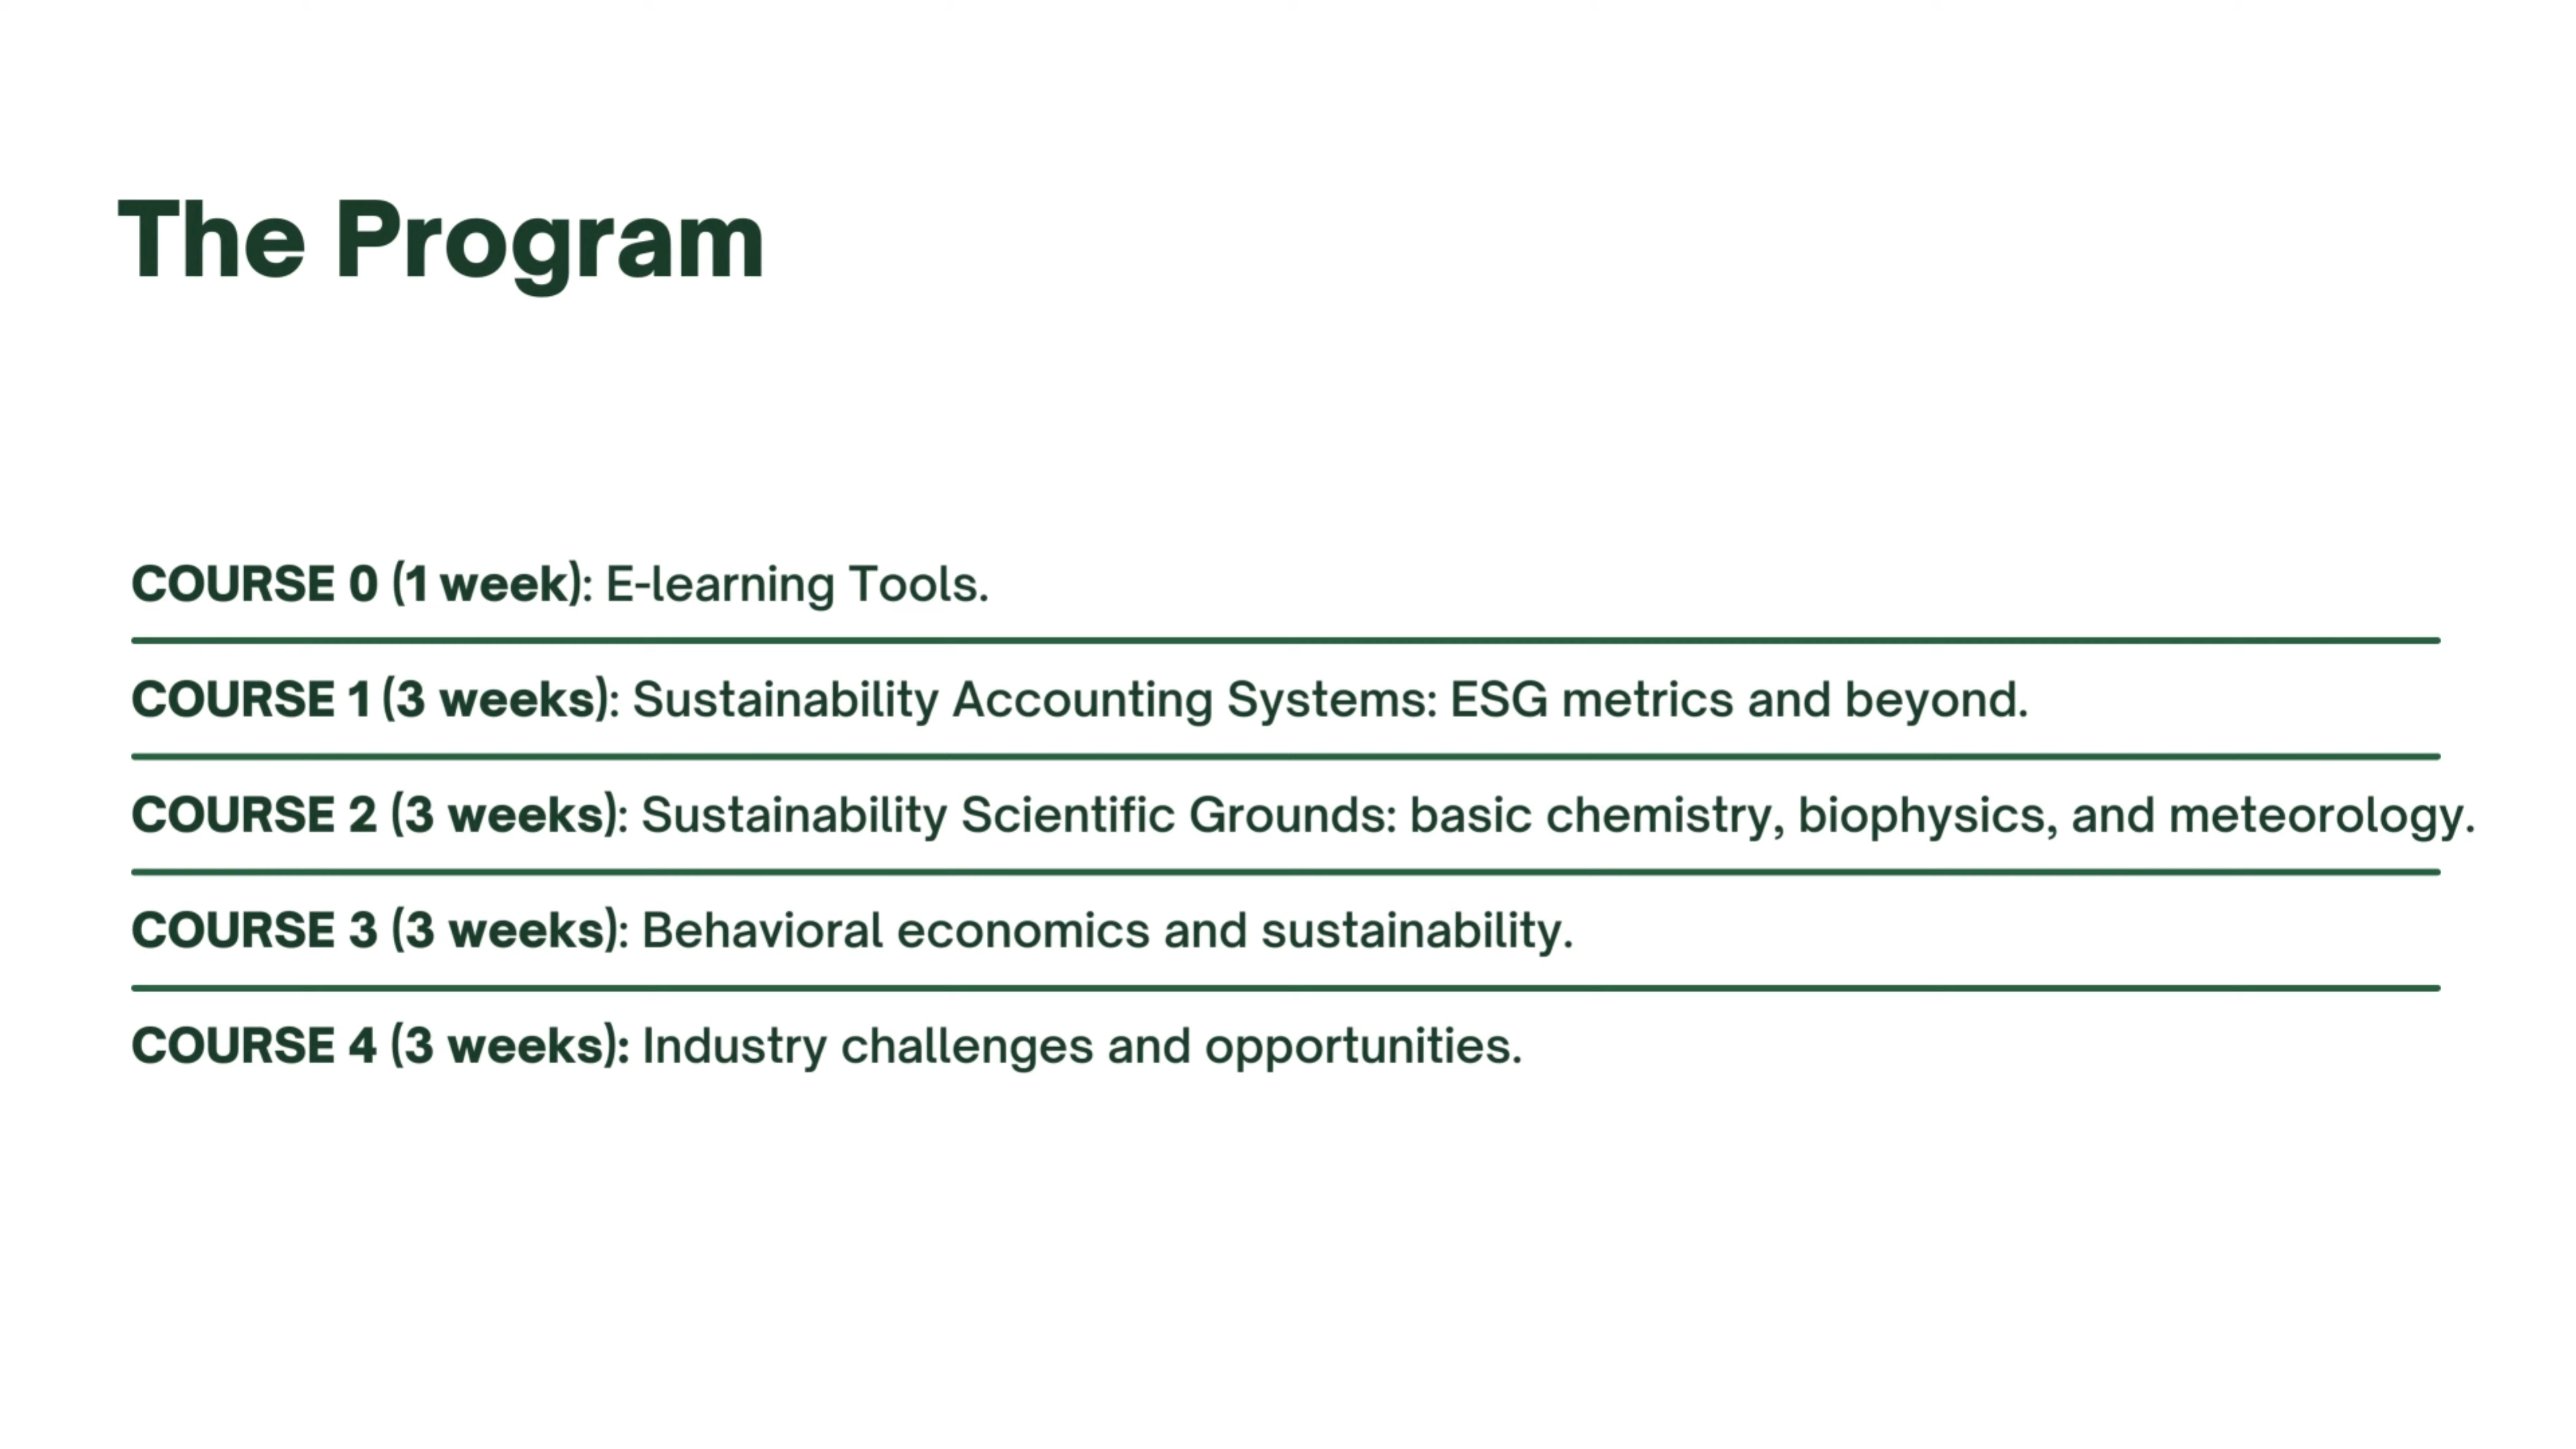 The Program
COURSE 0 (1 week): E-learning Tools.
COURSE 1 (3 weeks): Sustainability Accounting Systems: ESG metrics and beyond.
COURSE 2 (3 weeks): Sustainability Scientific Grounds: basic chemistry, biophysics, and meteorology.
COURSE 3 (3 weeks): Behavioral economics and sustainability.
COURSE 4 (3 weeks): Industry challenges and opportunities.